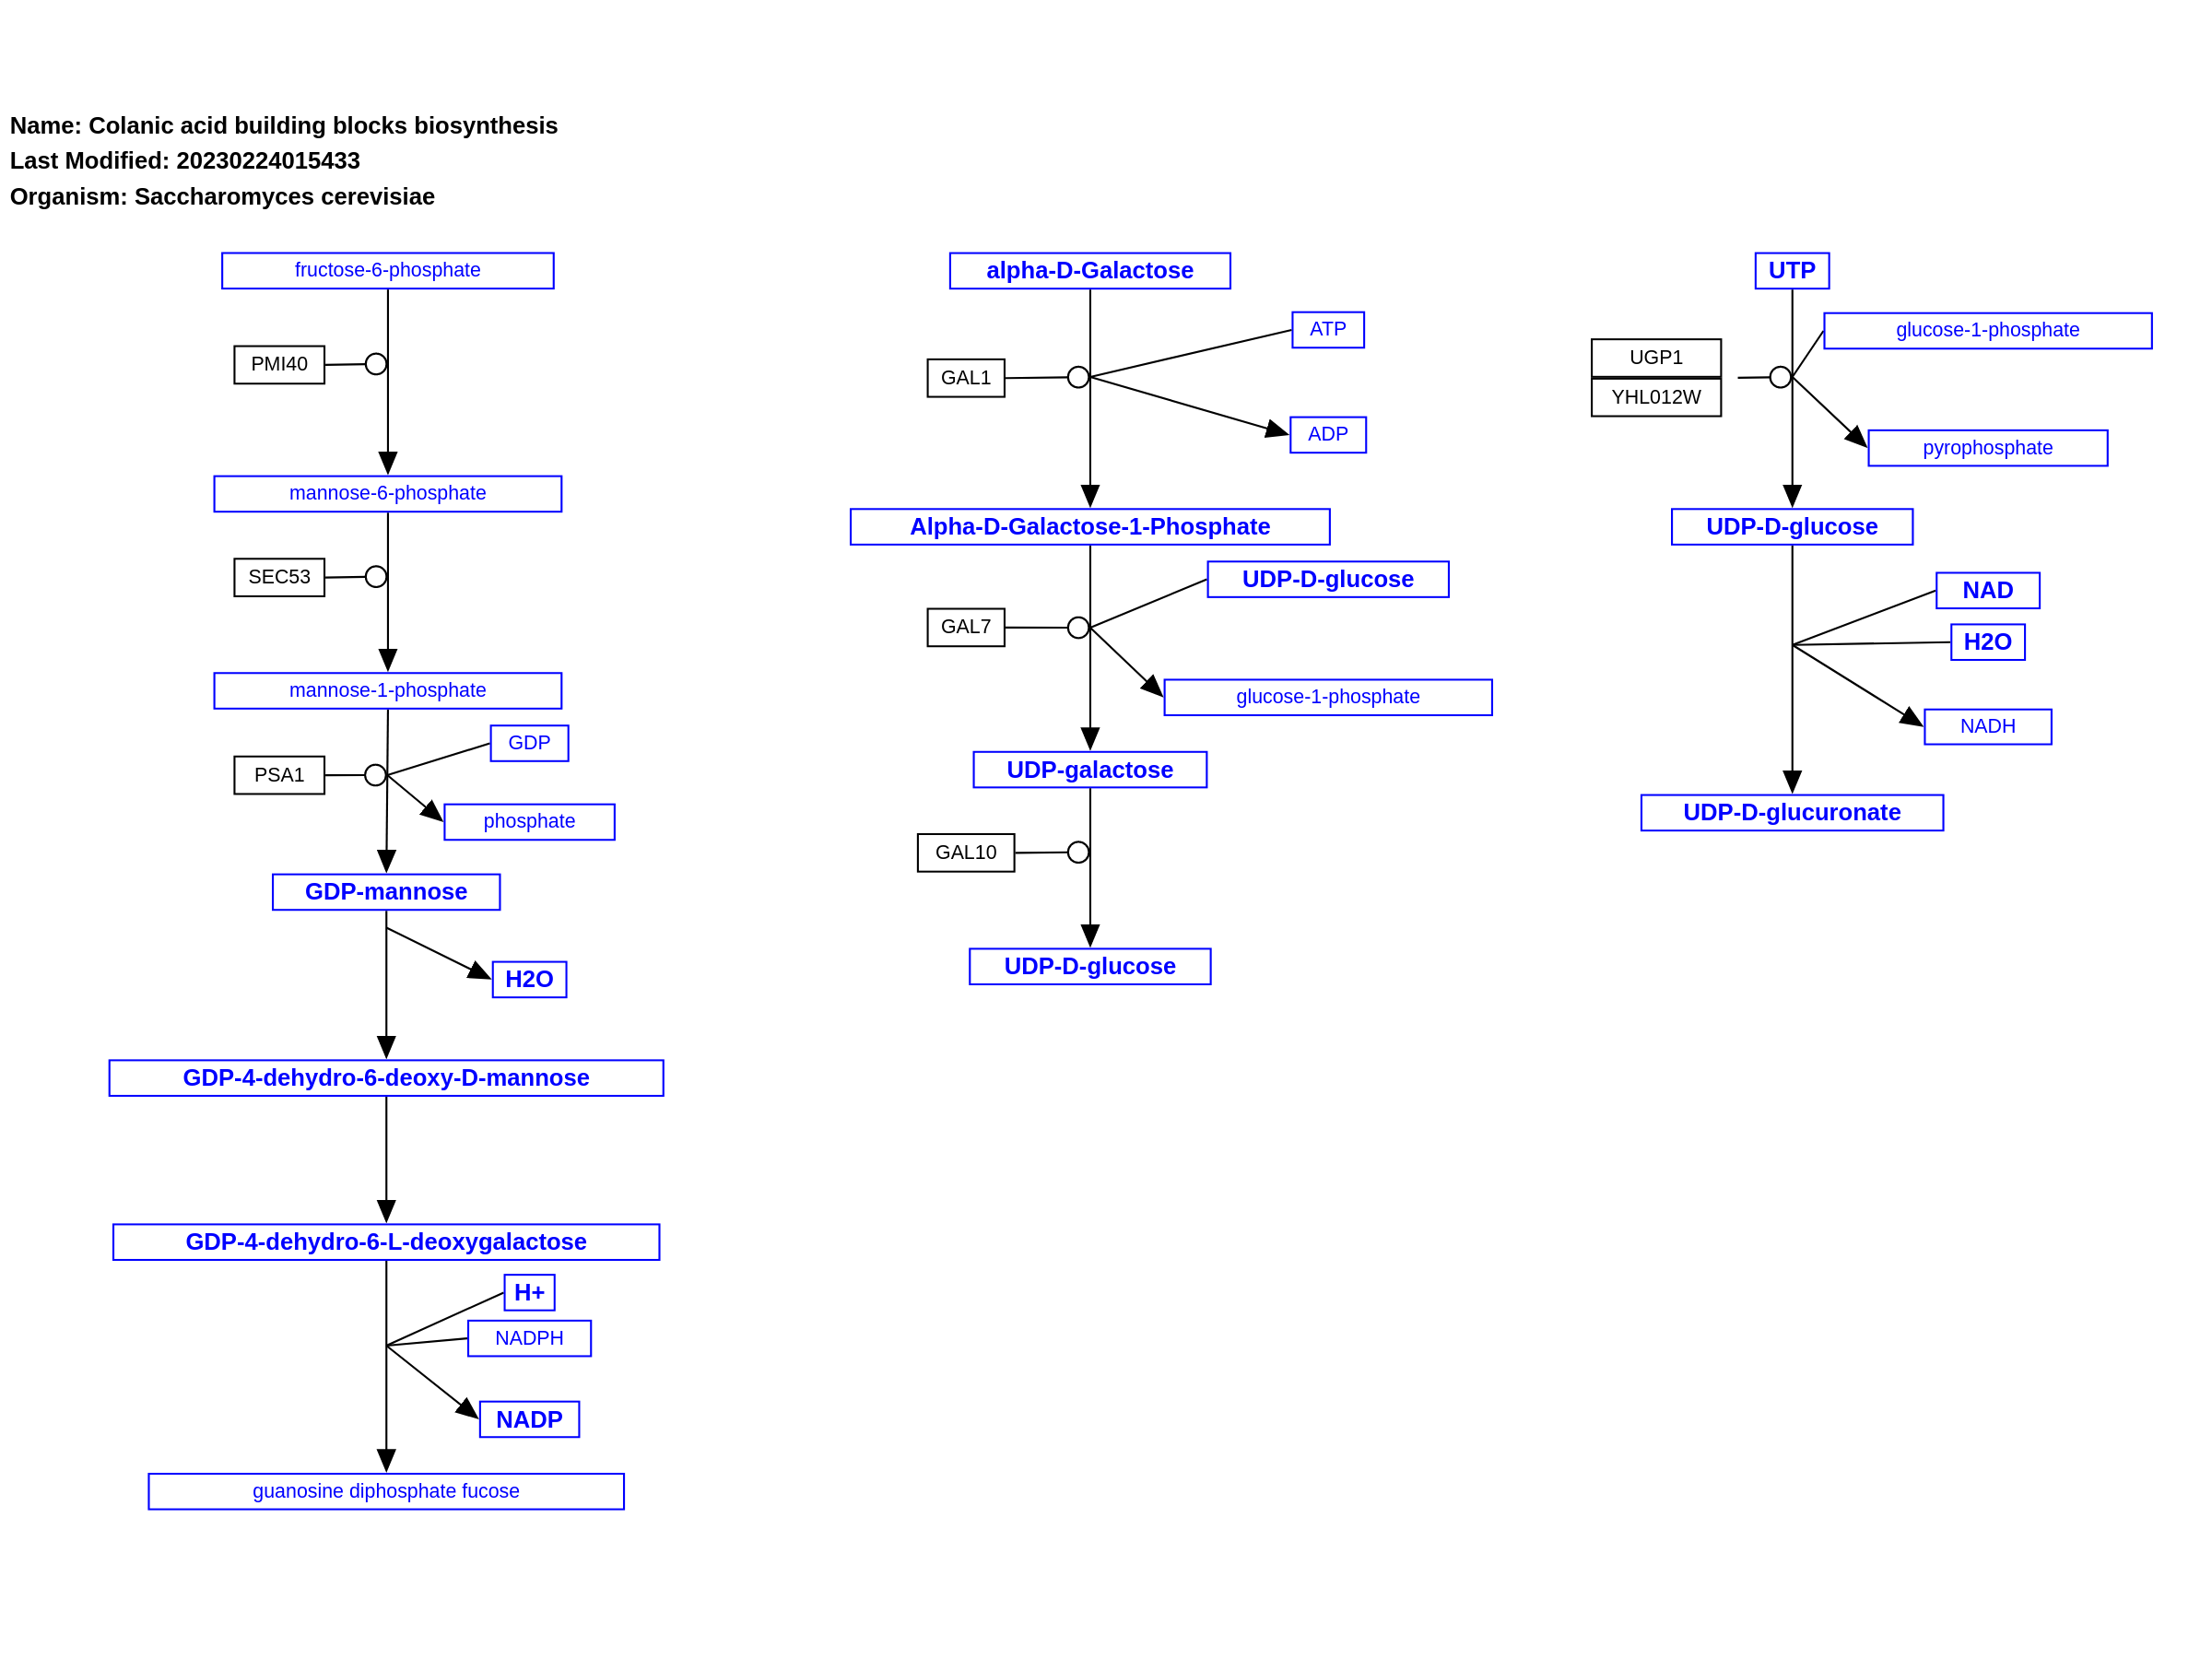 Name: Colanic acid building blocks biosynthesis
Last Modified: 20230224015433
Organism: Saccharomyces cerevisiae
fructose-6-phosphate
PMI40
mannose-6-phosphate
SEC53
mannose-1-phosphate
GDP
PSA1
phosphate
GDP-mannose
H2O
GDP-4-dehydro-6-deoxy-D-mannose
GDP-4-dehydro-6-L-deoxygalactose
H+
NADPH
NADP
guanosine diphosphate fucose
alpha-D-Galactose
ATP
GAL1
ADP
Alpha-D-Galactose-1-Phosphate
UDP-D-glucose
GAL7
glucose-1-phosphate
UDP-galactose
GAL10
UDP-D-glucose
UTP
glucose-1-phosphate
UGP1
YHL012W
pyrophosphate
UDP-D-glucose
NAD
H2O
NADH
UDP-D-glucuronate